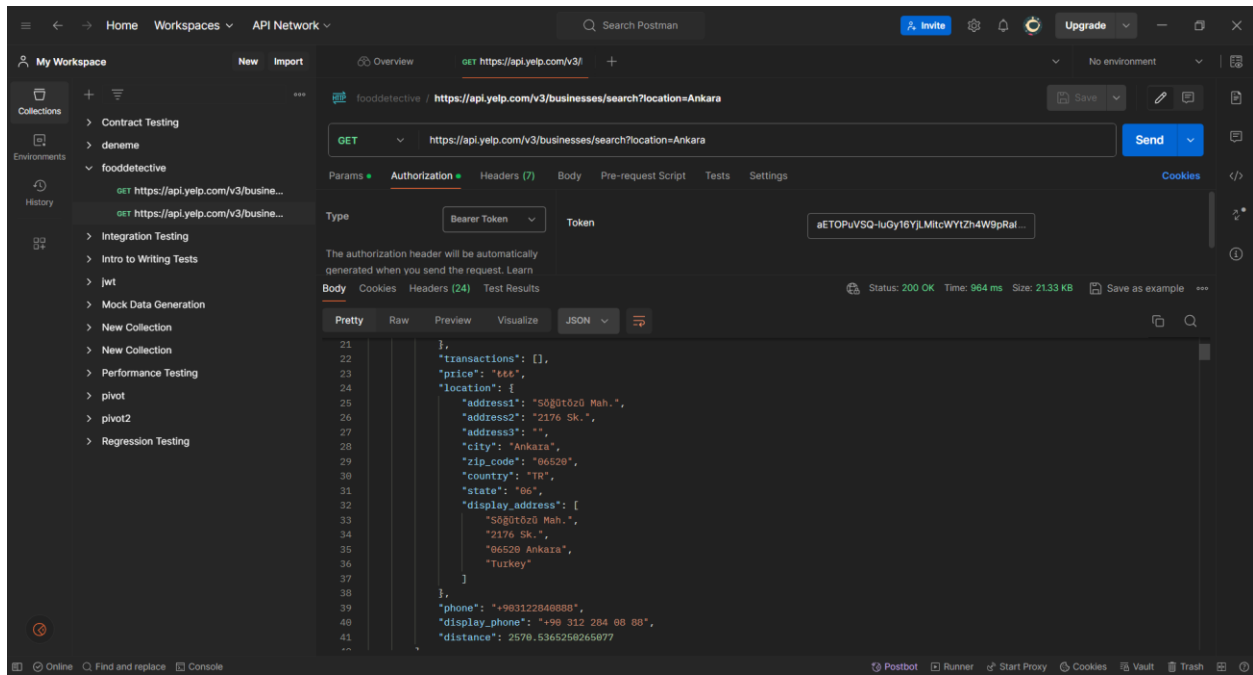 Home Workspaces API Network Search Postman Invite Upgrade
My Workspace New Import Overview GET https://api.yelp.com/v3/l No environment
Collections
Environments
History
Contract Testing
deneme
fooddetective
GET https://api.yelp.com/v3/busine...
GET https://api.yelp.com/v3/busine...
Integration Testing
Intro to Writing Tests
jwt
Mock Data Generation
New Collection
New Collection
Performance Testing
pivot
pivot2
Regression Testing
HTTP fooddetective / https://api.yelp.com/v3/businesses/search?location=Ankara Save
GET https://api.yelp.com/v3/businesses/search?location=Ankara Send
Params Authorization Headers (7) Body Pre-request Script Tests Settings Cookies
Type Bearer Token Token aETOPuVSQ-luGy16YjLMitcWYtZh4W9pRal...
The authorization header will be automatically
generated when you send the request. Learn
Body Cookies Headers (24) Test Results Status: 200 OK Time: 964 ms Size: 21.33 KB Save as example
Pretty Raw Preview Visualize JSON
21 },
22 "transactions": [],
23 "price": "₺₺₺",
24 "location": {
25 "address1": "Söğütözü Mah.",
26 "address2": "2176 Sk.",
27 "address3": "",
28 "city": "Ankara",
29 "zip_code": "06520",
30 "country": "TR",
31 "state": "06",
32 "display_address": [
33 "Söğütözü Mah.",
34 "2176 Sk.",
35 "06520 Ankara",
36 "Turkey"
37 ]
38 },
39 "phone": "+903122840888",
40 "display_phone": "+90 312 284 08 88",
41 "distance": 2570.5365250265077
Online Find and replace Console Postbot Runner Start Proxy Cookies Vault Trash